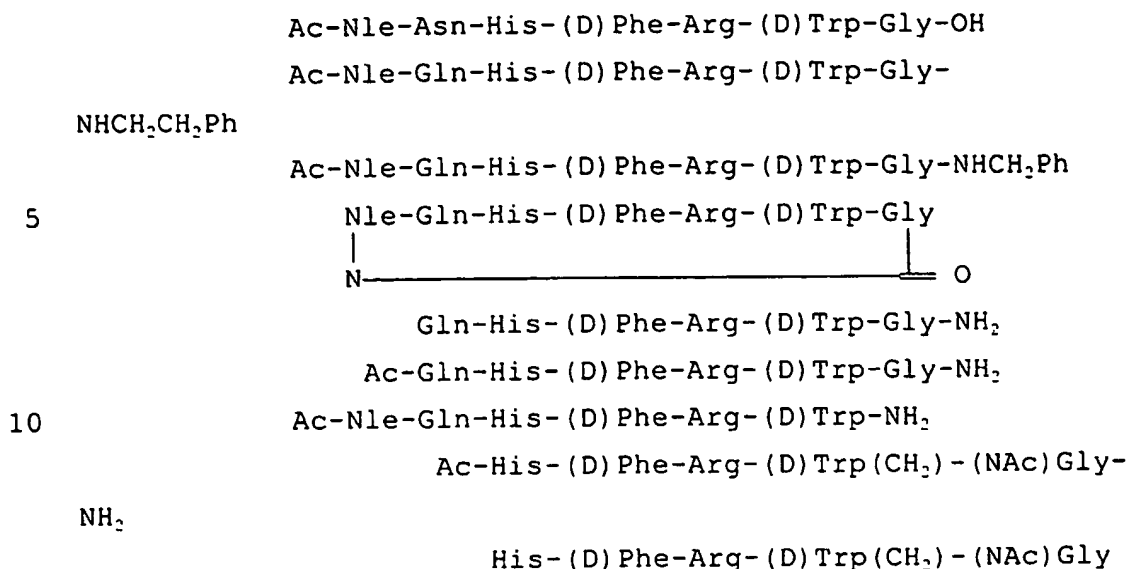 Ac-Nle-Asn-His-(D)Phe-Arg-(D)Trp-Gly-OH
Ac-Nle-Gln-His-(D)Phe-Arg-(D)Trp-Gly-
NHCH₂CH₂Ph
Ac-Nle-Gln-His-(D)Phe-Arg-(D)Trp-Gly-NHCH₂Ph
5 Nle-Gln-His-(D)Phe-Arg-(D)Trp-Gly
N O
Gln-His-(D)Phe-Arg-(D)Trp-Gly-NH₂
Ac-Gln-His-(D)Phe-Arg-(D)Trp-Gly-NH₂
10 Ac-Nle-Gln-His-(D)Phe-Arg-(D)Trp-NH₂
Ac-His-(D)Phe-Arg-(D)Trp(CH₂)-(NAc)Gly-
NH₂
His-(D)Phe-Arg-(D)Trp(CH₂)-(NAc)Gly